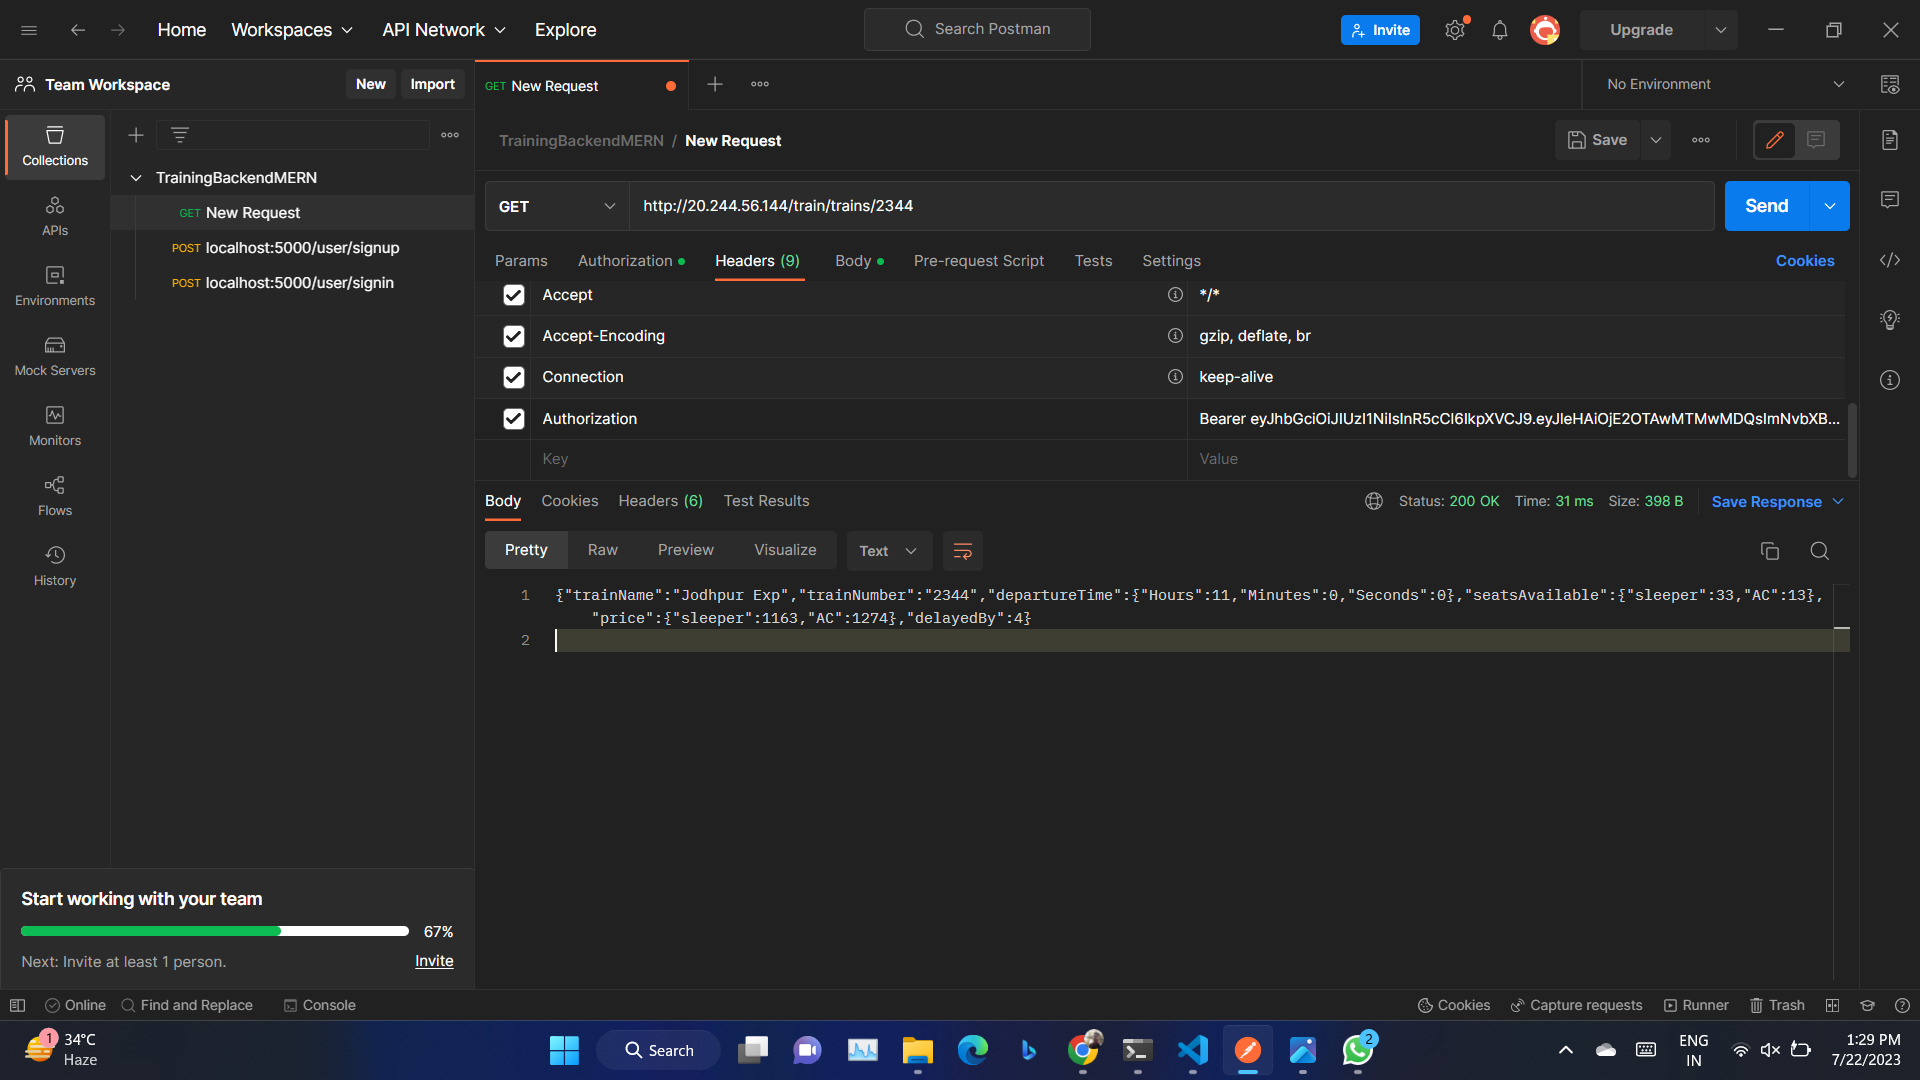 Home
Workspaces
API Network
Explore
Search Postman
Invite
Upgrade
Team Workspace
New
Import
GET New Request
No Environment
Collections
APIs
Environments
Mock Servers
Monitors
Flows
History
TrainingBackendMERN
GET New Request
POST localhost:5000/user/signup
POST localhost:5000/user/signin
TrainingBackendMERN / New Request
Save
GET
http://20.244.56.144/train/trains/2344
Send
Params
Authorization
Headers (9)
Body
Pre-request Script
Tests
Settings
Cookies
Accept
*/*
Accept-Encoding
gzip, deflate, br
Connection
keep-alive
Authorization
Bearer eyJhbGciOiJIUzI1NiIsInR5cCI6IkpXVCJ9.eyJleHAiOjE2OTAwMTMwMDQsImNvbXB...
Key
Value
Body
Cookies
Headers (6)
Test Results
Status: 200 OK
Time: 31 ms
Size: 398 B
Save Response
Pretty
Raw
Preview
Visualize
Text
1 {"trainName":"Jodhpur Exp","trainNumber":"2344","departureTime":{"Hours":11,"Minutes":0,"Seconds":0},"seatsAvailable":{"sleeper":33,"AC":13},
"price":{"sleeper":1163,"AC":1274},"delayedBy":4}
2
Start working with your team
67%
Next: Invite at least 1 person.
Invite
Online
Find and Replace
Console
Cookies
Capture requests
Runner
Trash
1
34°C
Haze
Search
2
ENG
IN
1:29 PM
7/22/2023